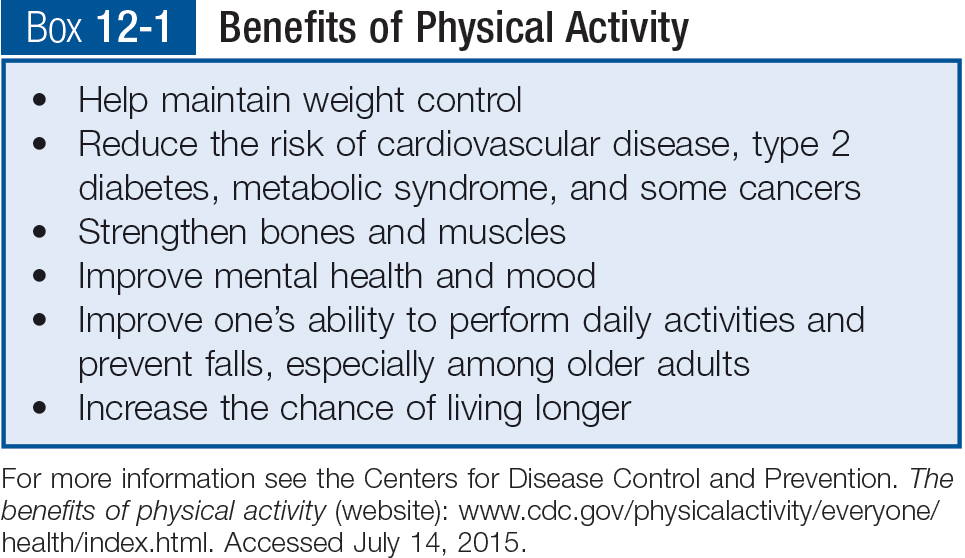 Box 12-1 Benefits of Physical Activity
• Help maintain weight control
• Reduce the risk of cardiovascular disease, type 2
diabetes, metabolic syndrome, and some cancers
• Strengthen bones and muscles
• Improve mental health and mood
• Improve one’s ability to perform daily activities and
prevent falls, especially among older adults
• Increase the chance of living longer
For more information see the Centers for Disease Control and Prevention. The
benefits of physical activity (website): www.cdc.gov/physicalactivity/everyone/
health/index.html. Accessed July 14, 2015.